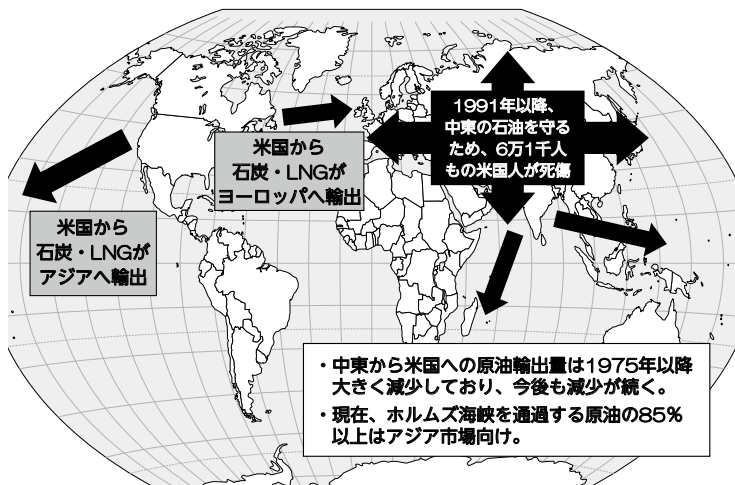 1991年以降、
中東の石油を守る
ため、6万1千人
もの米国人が死傷
米国から
石炭・LNGが
ヨーロッパへ輸出
米国から
石炭・LNGが
アジアへ輸出
・中東から米国への原油輸出量は1975年以降
大きく減少しており、今後も減少が続く。
・現在、ホルムズ海峡を通過する原油の85%
以上はアジア市場向け。